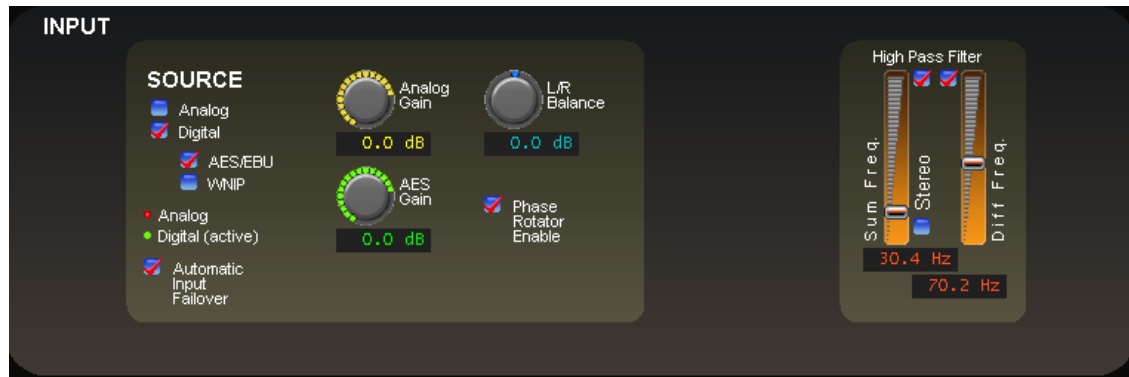 INPUT
SOURCE
Analog
Digital
AES/EBU
WNIP
Analog
Digital (active)
Automatic
Input
Failover
Analog
Gain
0.0 dB
AES
Gain
0.0 dB
L/R
Balance
0.0 dB
Phase
Rotator
Enable
High Pass Filter
Sum Freq.
Stereo
Diff Freq.
30.4 Hz
70.2 Hz